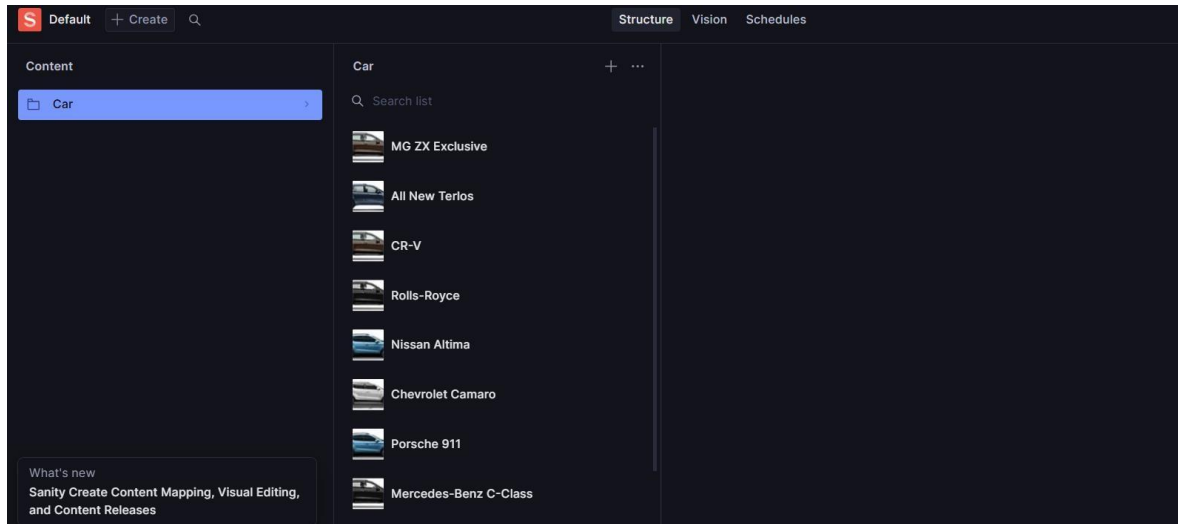 S Default + Create
Structure Vision Schedules
Content
Car
Car
Search list
MG ZX Exclusive
All New Terlos
CR-V
Rolls-Royce
Nissan Altima
Chevrolet Camaro
Porsche 911
Mercedes-Benz C-Class
What's new
Sanity Create Content Mapping, Visual Editing,
and Content Releases